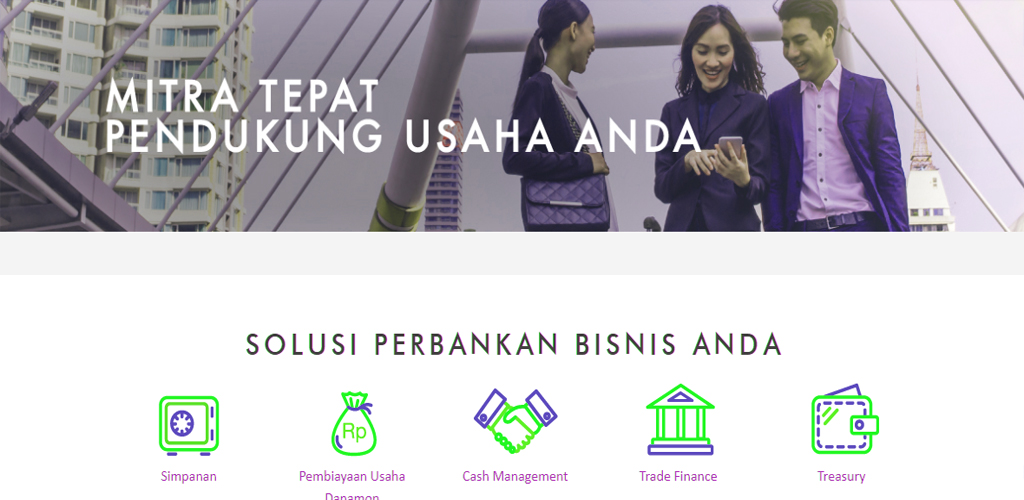 MITRA TEPAT
PENDUKUNG USAHA ANDA
SOLUSI PERBANKAN BISNIS ANDA
Rp
Simpanan
Pembiayaan Usaha
Danamon
Cash Management
Trade Finance
Treasury